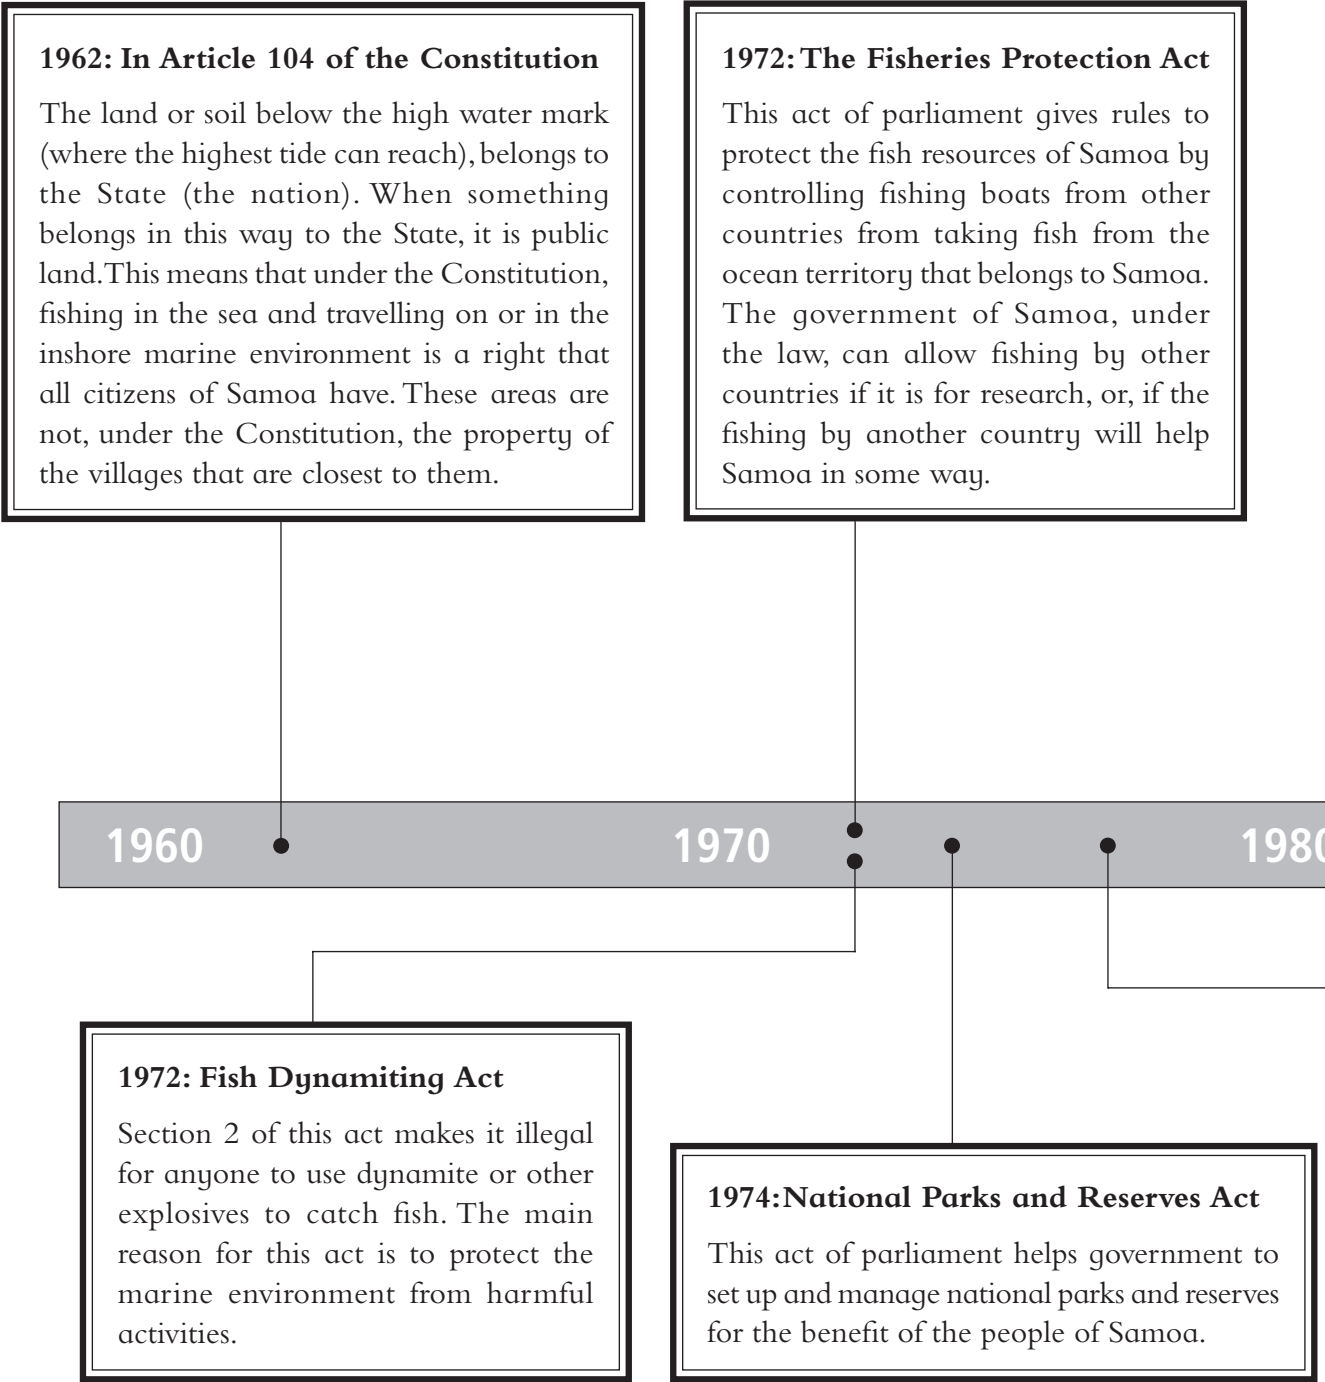 1962: In Article 104 of the Constitution
The land or soil below the high water mark
(where the highest tide can reach), belongs to
the State (the nation). When something
belongs in this way to the State, it is public
land.This means that under the Constitution,
fishing in the sea and travelling on or in the
inshore marine environment is a right that
all citizens of Samoa have. These areas are
not, under the Constitution, the property of
the villages that are closest to them.
1972: The Fisheries Protection Act
This act of parliament gives rules to
protect the fish resources of Samoa by
controlling fishing boats from other
countries from taking fish from the
ocean territory that belongs to Samoa.
The government of Samoa, under
the law, can allow fishing by other
countries if it is for research, or, if the
fishing by another country will help
Samoa in some way.
1960
1970
1980
1972: Fish Dynamiting Act
Section 2 of this act makes it illegal
for anyone to use dynamite or other
explosives to catch fish. The main
reason for this act is to protect the
marine environment from harmful
activities.
1974:National Parks and Reserves Act
This act of parliament helps government to
set up and manage national parks and reserves
for the benefit of the people of Samoa.